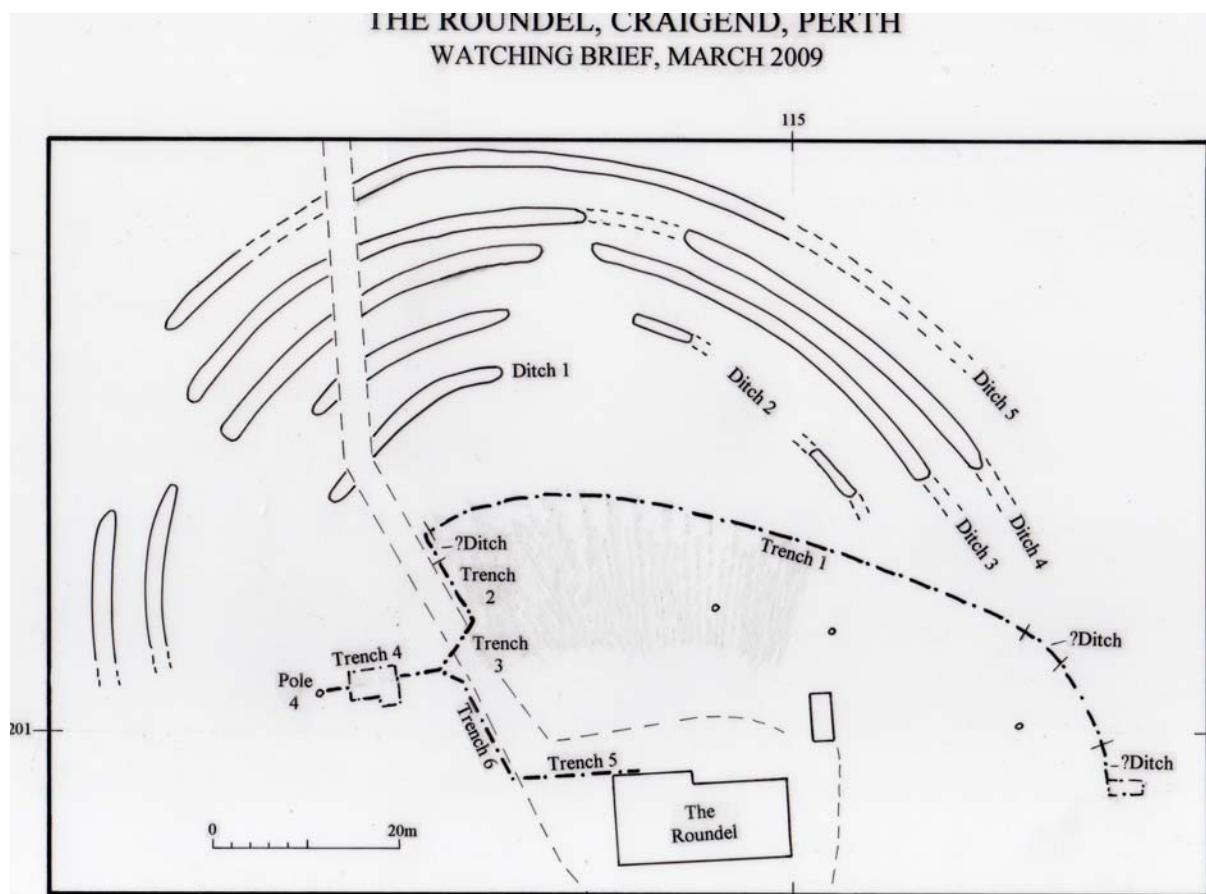 THE ROUNDEL, CRAIGEND, PERTH
WATCHING BRIEF, MARCH 2009
115
Ditch 1
Ditch 2
Ditch 5
Ditch 3
Ditch 4
?Ditch
Trench 1
Trench
2
Trench
3
Trench 4
Pole
4
?Ditch
201
Trench 6
Trench 5
?Ditch
The
Roundel
0
20m